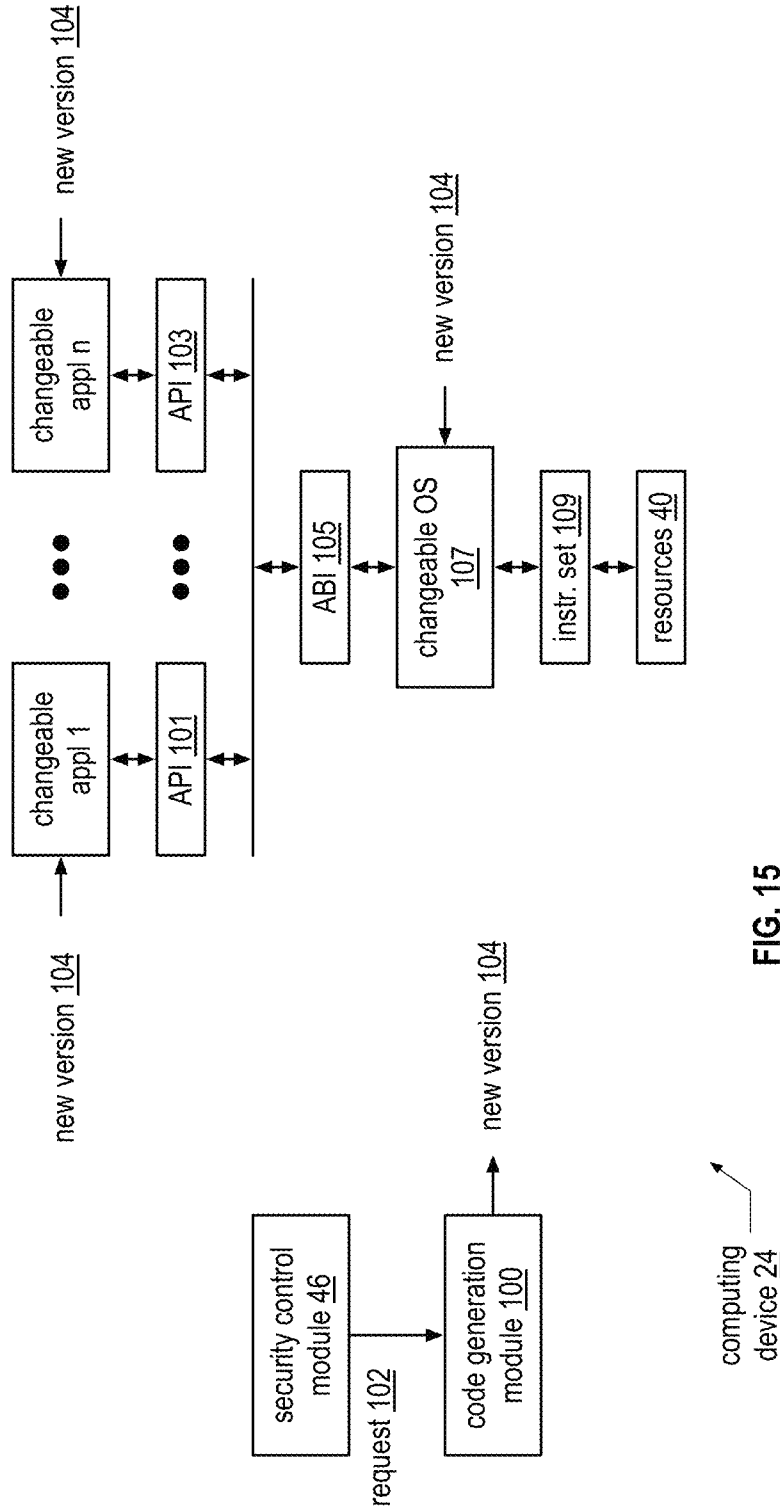 new version 104
changeable
appl 1
changeable
appl n
new version 104
API 101
API 103
security control
module 46
request 102
code generation
module 100
new version 104
ABI 105
changeable OS
107
new version 104
instr. set 109
resources 40
computing
device 24
FIG. 15